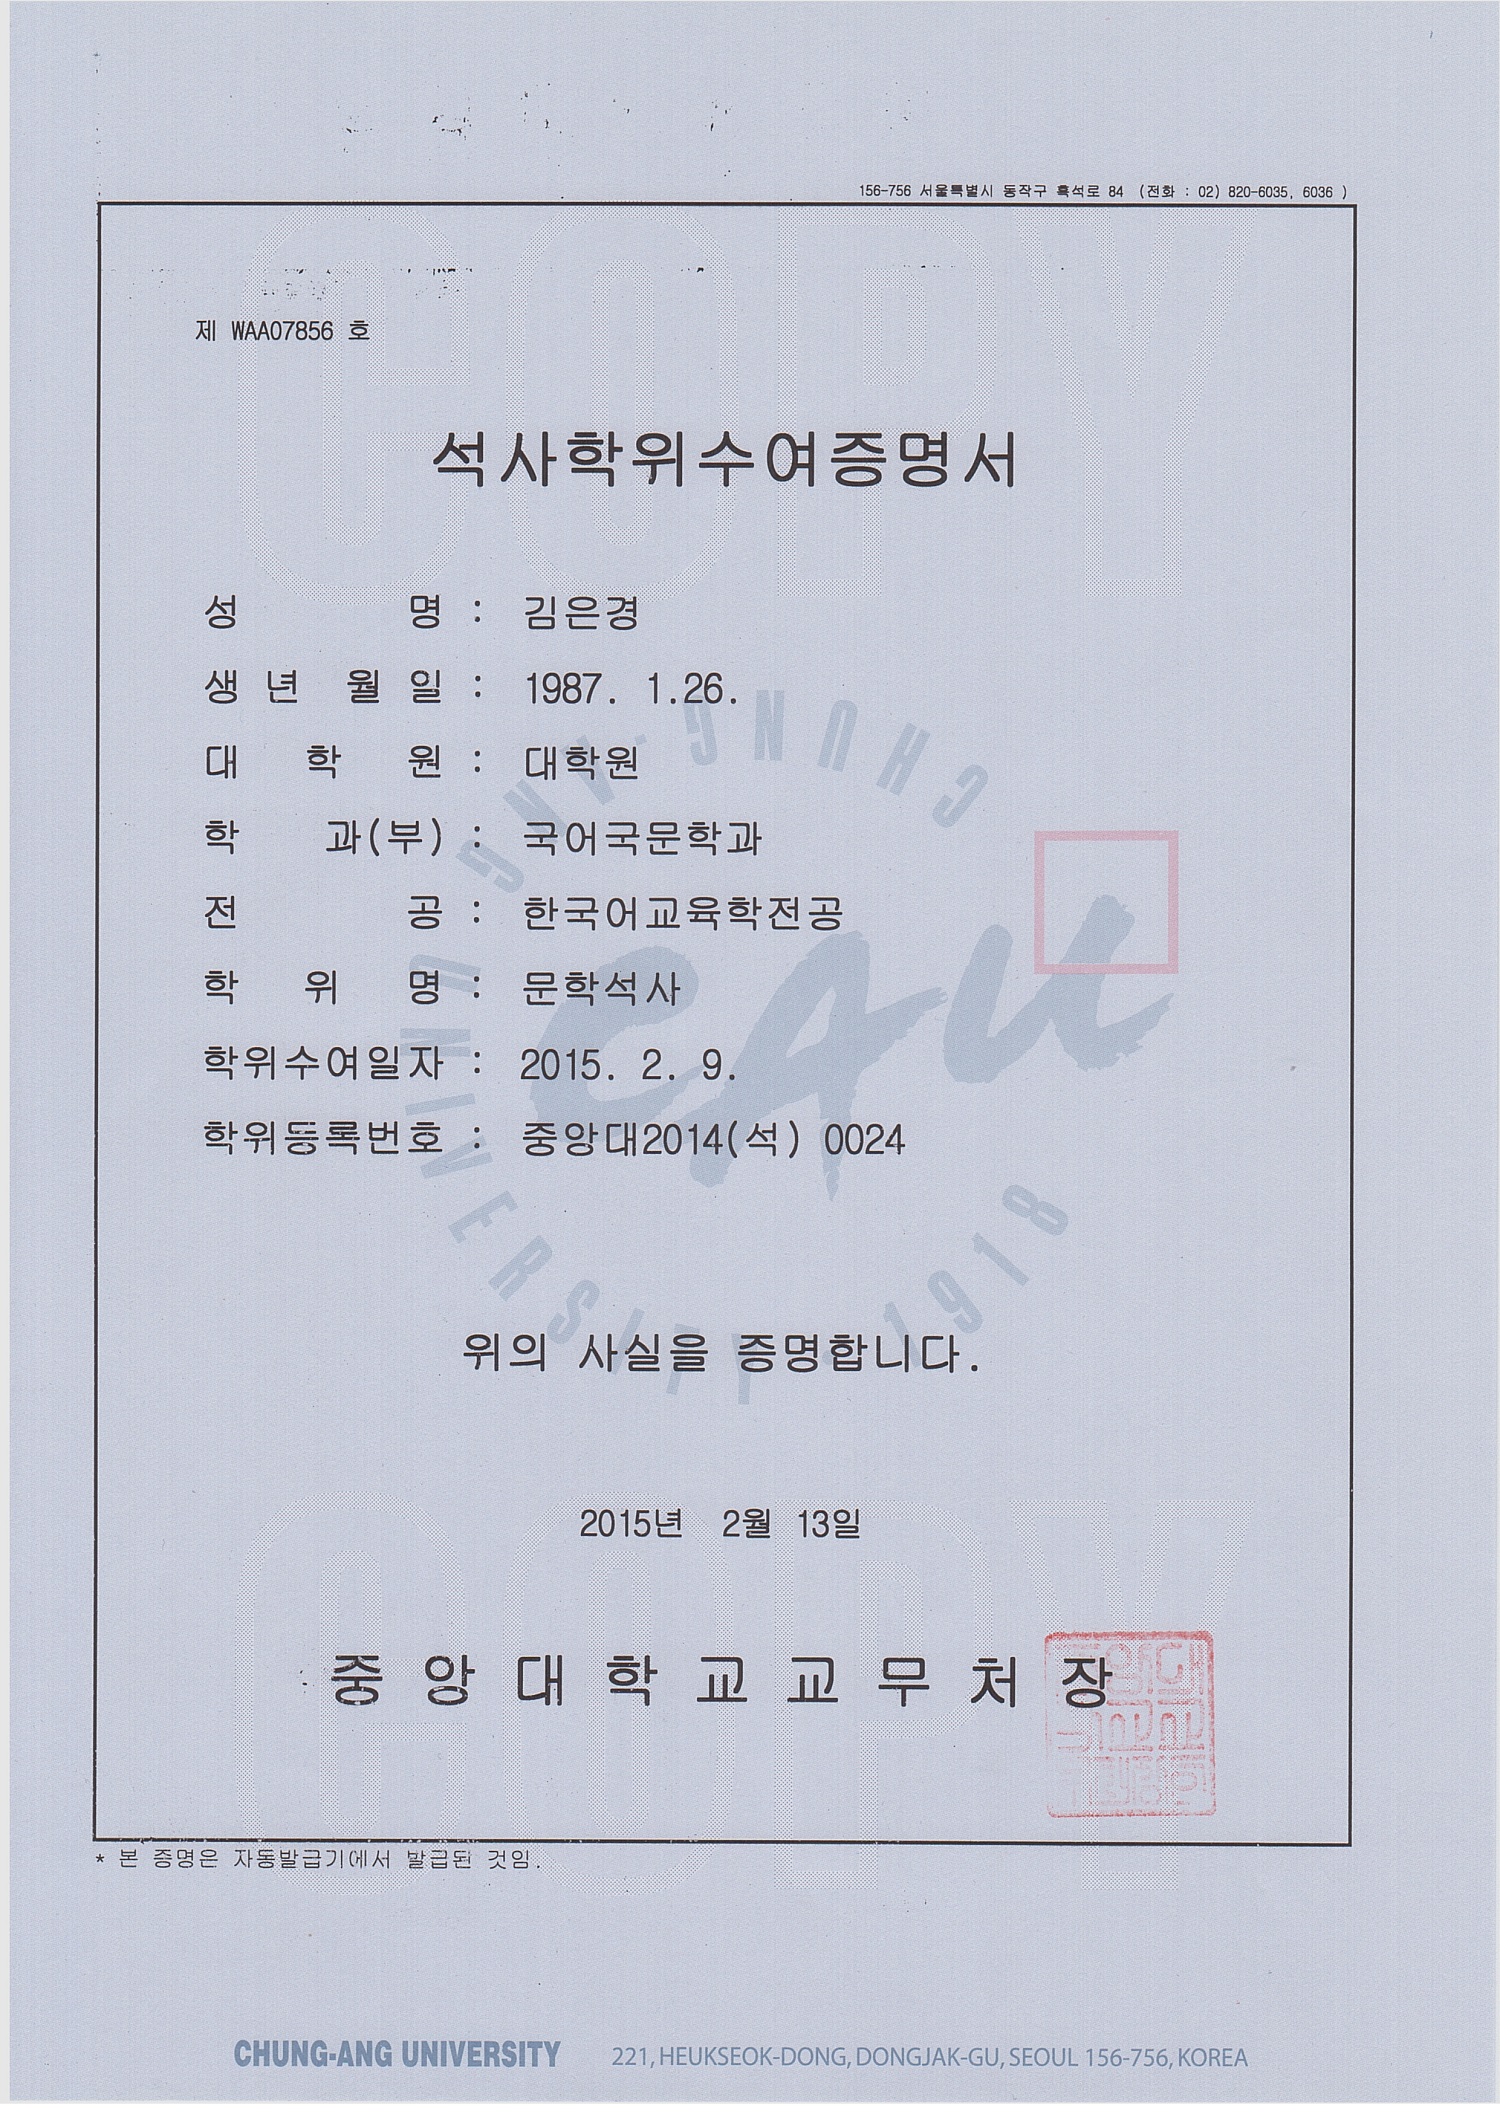 156-756 서울특별시 동작구 흑석로 84 (전화 : 02) 820-6035, 6036 )
제 WAA07856 호
석사학위수여증명서
성 명 : 김은경
생년 월일 : 1987. 1.26.
대 학 원 : 대학원
학 과(부) : 국어국문학과
전 공 : 한국어교육학전공
학 위 명 : 문학석사
학위수여일자 : 2015. 2. 9.
학위등록번호 : 중앙대2014(석) 0024
위의 사실을 증명합니다.
2015년 2월 13일
중앙대학교교무처장
* 본 증명은 자동발급기에서 발급된 것임.
CHUNG-ANG UNIVERSITY 221, HEUKSEOK-DONG, DONGJAK-GU, SEOUL 156-756, KOREA
COPY
CAU
CHUNG-ANG UNIVERSITY 1918
COPY